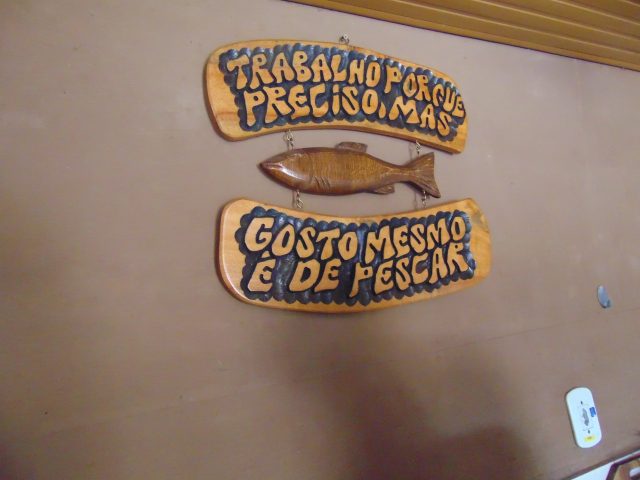 TRABALHO PORQUE
PRECISO, MAS
GOSTO MESMO
É DE PESCAR